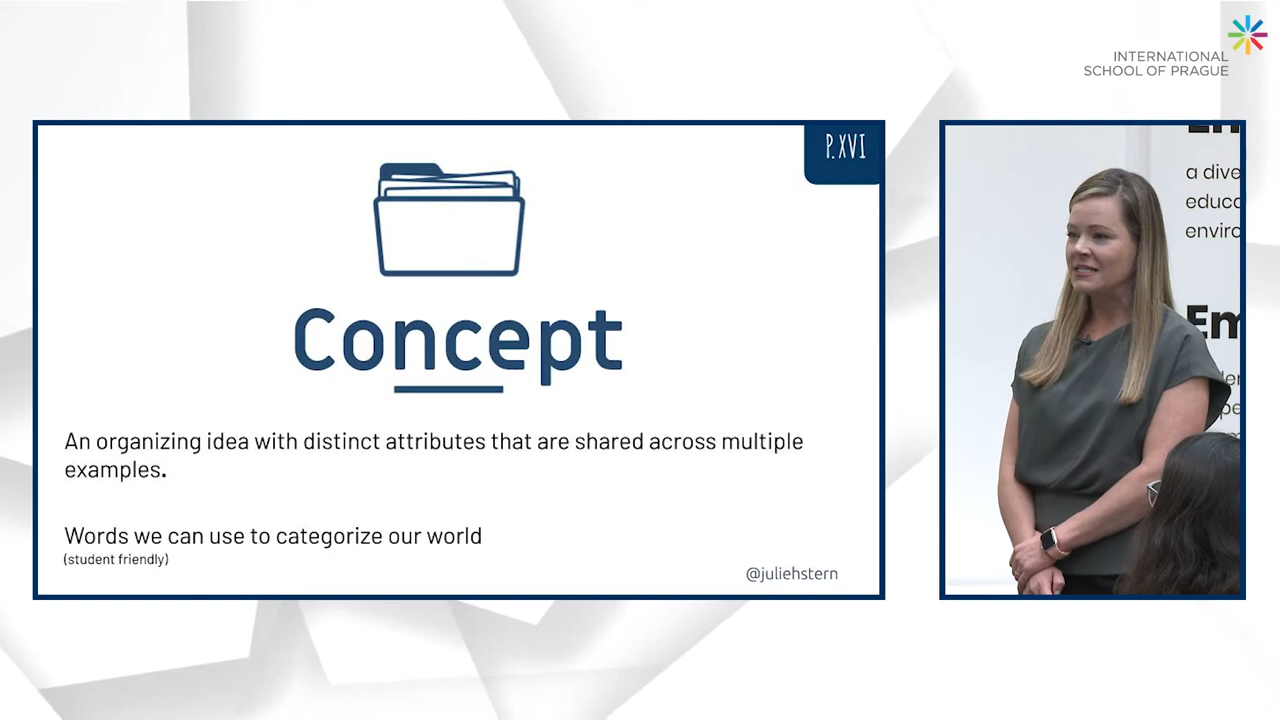 INTERNATIONAL
SCHOOL OF PRAGUE
P.XVI
Concept
An organizing idea with distinct attributes that are shared across multiple
examples.
Words we can use to categorize our world
(student friendly)
@juliehstern
a dive
educa
enviro
Em